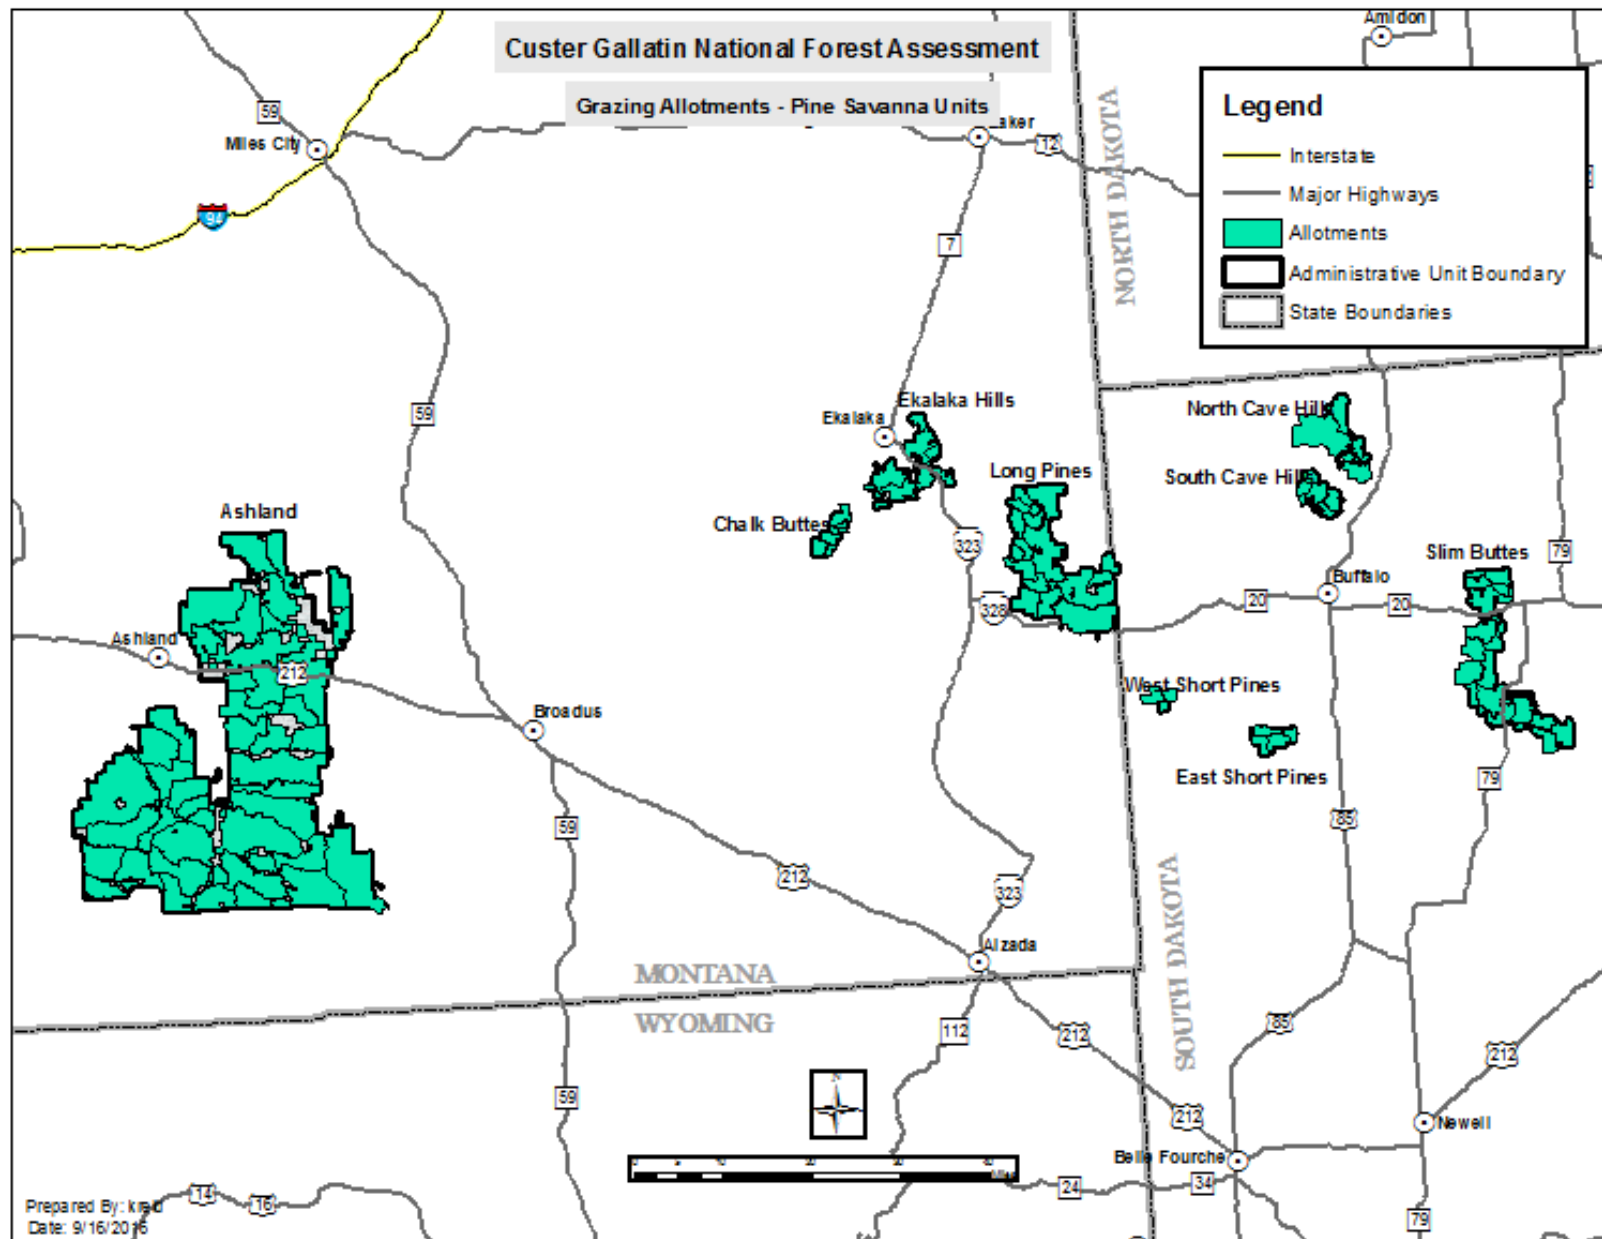 Amidon
Custer Gallatin National Forest Assessment
Grazing Allotments - Pine Savanna Units
Legend
Interstate
Major Highways
Allotments
Administrative Unit Boundary
State Boundaries
59
Miles City
94
12
NORTH DAKOTA
7
59
Ekalaka Hills
Ekalaka
North Cave Hills
Long Pines
South Cave Hills
Ashland
Chalk Buttes
323
Slim Buttes
79
Buffalo
328
20
20
Ashland
212
West Short Pines
Broadus
East Short Pines
79
59
85
212
323
SOUTH DAKOTA
Alzada
MONTANA
WYOMING
112
212
85
212
59
212
Newell
Belle Fourche
24
34
14
16
79
Prepared By:
Date: 9/16/2016